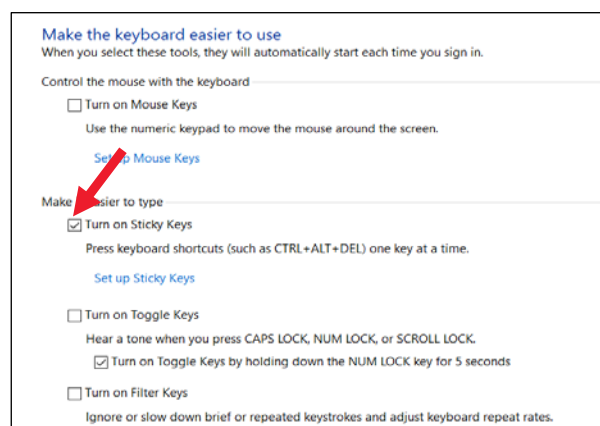 Make the keyboard easier to use
When you select these tools, they will automatically start each time you sign in.
Control the mouse with the keyboard
Turn on Mouse Keys
Use the numeric keypad to move the mouse around the screen.
Set up Mouse Keys
Make easier to type
Turn on Sticky Keys
Press keyboard shortcuts (such as CTRL+ALT+DEL) one key at a time.
Set up Sticky Keys
Turn on Toggle Keys
Hear a tone when you press CAPS LOCK, NUM LOCK, or SCROLL LOCK.
Turn on Toggle Keys by holding down the NUM LOCK key for 5 seconds
Turn on Filter Keys
Ignore or slow down brief or repeated keystrokes and adjust keyboard repeat rates.